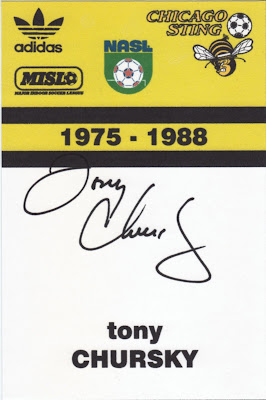 adidas
NASL
CHICAGO
STING
MISL
MAJOR INDOOR SOCCER LEAGUE
1975 - 1988
Tony Chursky
tony
CHURSKY